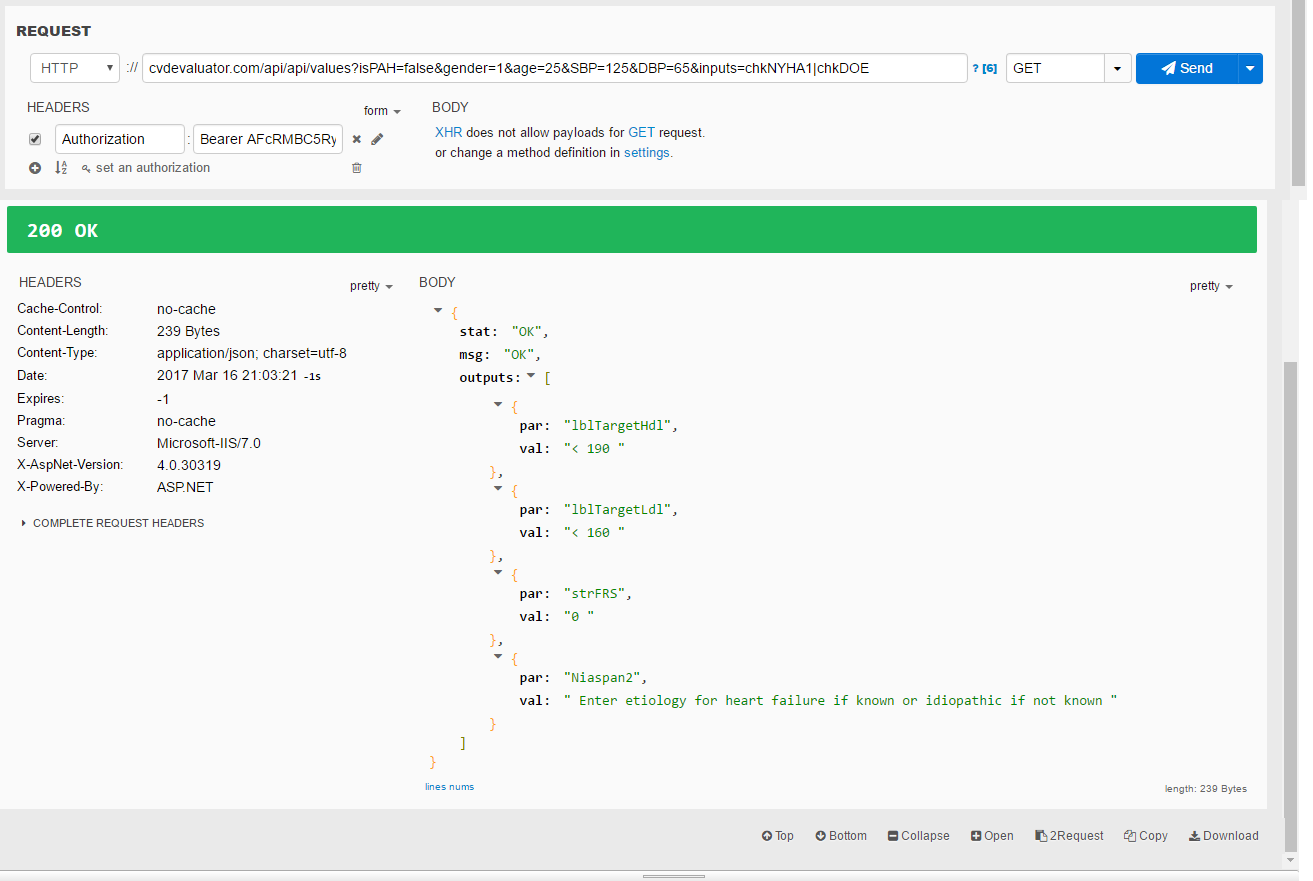 REQUEST
HTTP :// cvdevaluator.com/api/api/values?isPAH=false&gender=1&age=25&SBP=125&DBP=65&inputs=chkNYHA1|chkDOE ? [6] GET Send
HEADERS form BODY
Authorization : Bearer AFcRMBC5Ry XHR does not allow payloads for GET request.
or change a method definition in settings.
set an authorization
200 OK
HEADERS pretty BODY pretty
Cache-Control: no-cache
Content-Length: 239 Bytes
Content-Type: application/json; charset=utf-8
Date: 2017 Mar 16 21:03:21 -1s
Expires: -1
Pragma: no-cache
Server: Microsoft-IIS/7.0
X-AspNet-Version: 4.0.30319
X-Powered-By: ASP.NET
COMPLETE REQUEST HEADERS
{
stat: "OK",
msg: "OK",
outputs: [
{
par: "lblTargetHdl",
val: "< 190 "
},
{
par: "lblTargetLdl",
val: "< 160 "
},
{
par: "strFRS",
val: "0 "
},
{
par: "Niaspan2",
val: " Enter etiology for heart failure if known or idiopathic if not known "
}
]
}
lines nums length: 239 Bytes
Top Bottom Collapse Open 2Request Copy Download